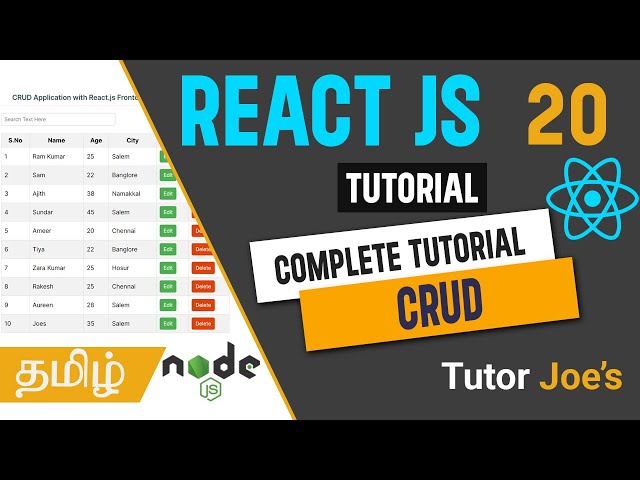 CRUD Application with React.js Fronte
Search Text Here
S.No Name Age City
1 Ram Kumar 25 Salem Edit
2 Sam 22 Banglore Edit
3 Ajith 38 Namakkal Edit
4 Sundar 45 Salem Edit
5 Ameer 20 Chennai Edit Delete
6 Tiya 22 Banglore Edit Delete
7 Zara Kumar 25 Hosur Edit Delete
8 Rakesh 25 Chennai Edit Delete
9 Aureen 26 Salem Edit Delete
10 Joes 35 Salem Edit Delete
தமிழ்
node
JS
REACT JS 20
TUTORIAL
COMPLETE TUTORIAL
CRUD
Tutor Joe's